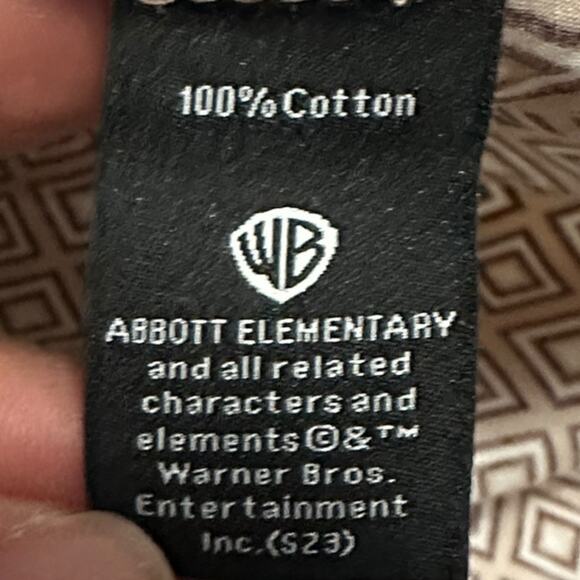 100% Cotton
WB
ABBOTT ELEMENTARY
and all related
characters and
elements ©&™
Warner Bros.
Entertainment
Inc.(S23)